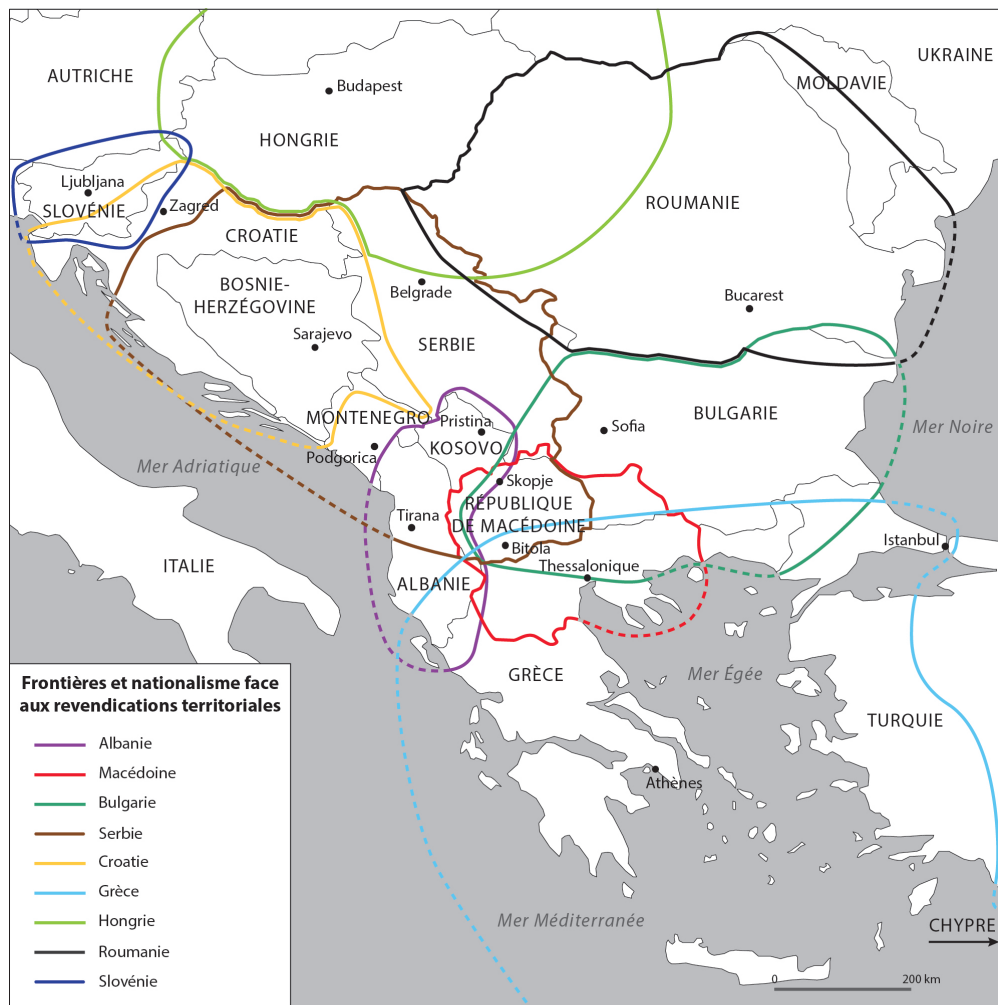 UKRAINE
AUTRICHE
MOLDAVIE
Budapest
HONGRIE
Ljubljana
SLOVÉNIE
Zagred
ROUMANIE
CROATIE
BOSNIE-
HERZÉGOVINE
Belgrade
Bucarest
Sarajevo
SERBIE
MONTENEGRO
Pristina
KOSOVO
BULGARIE
Sofia
Mer Noire
Podgorica
Mer Adriatique
Skopje
RÉPUBLIQUE
DE MACÉDOINE
Tirana
Bitola
Istanbul
ITALIE
ALBANIE
Thessalonique
GRÈCE
Mer Égée
TURQUIE
Athènes
Mer Méditerranée
CHYPRE
0 200 km
Frontières et nationalisme face
aux revendications territoriales
Albanie
Macédoine
Bulgarie
Serbie
Croatie
Grèce
Hongrie
Roumanie
Slovénie